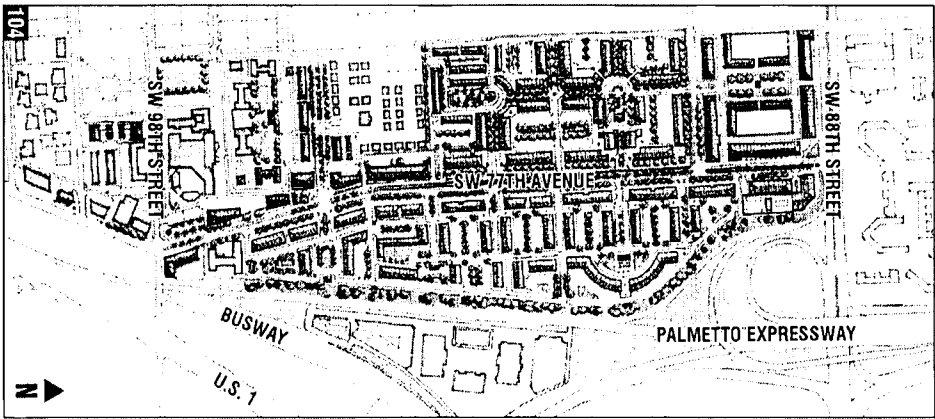 104
SW 98TH STREET
SW 77TH AVENUE
SW 88TH STREET
BUSWAY
PALMETTO EXPRESSWAY
U.S. 1
N